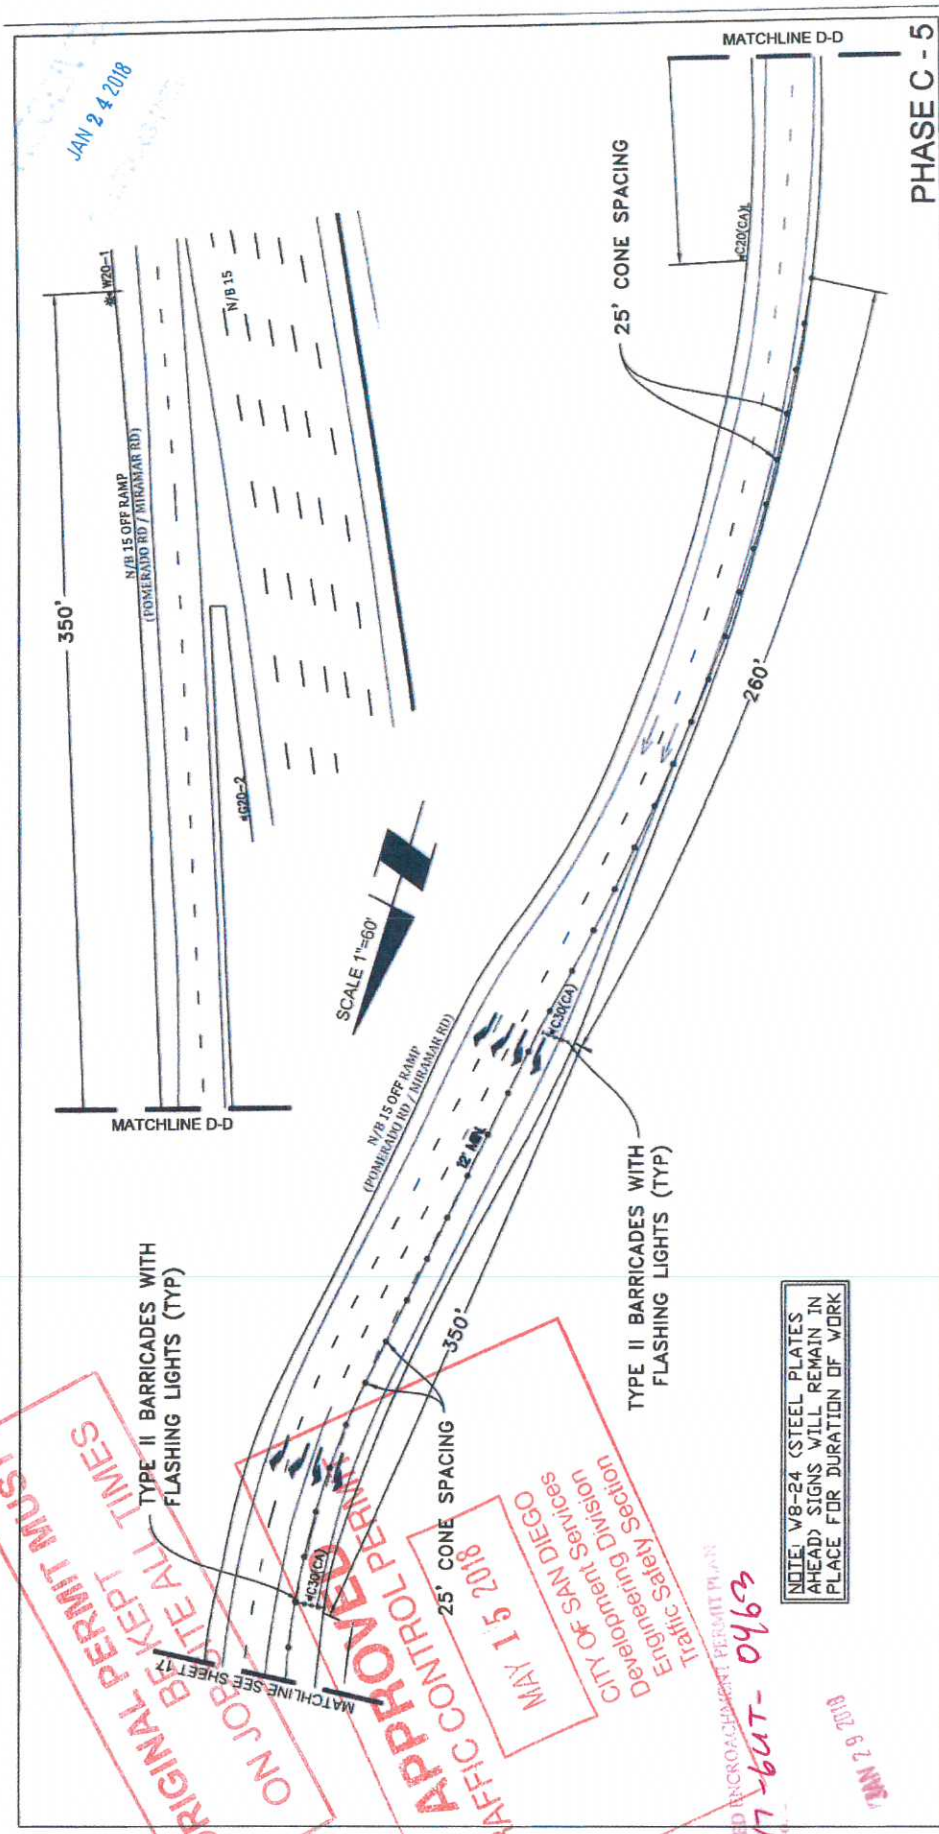 MATCHLINE D-D
PHASE C - 5
JAN 24 2018
350'
W20-1
N/B 15 OFF RAMP
(POMERADO RD / MIRAMAR RD)
N/B 15
G20-2
MATCHLINE D-D
C20(CA)L
25' CONE SPACING
260'
SCALE 1"=60'
N/B 15 OFF RAMP
(POMERADO RD / MIRAMAR RD)
C30(CA)
12' MIN.
TYPE II BARRICADES WITH
FLASHING LIGHTS (TYP)
350'
TYPE II BARRICADES WITH
FLASHING LIGHTS (TYP)
25' CONE SPACING
C30(CA)
MATCHLINE SEE SHEET 17
NOTE: W8-24 (STEEL PLATES
AHEAD) SIGNS WILL REMAIN IN
PLACE FOR DURATION OF WORK
ORIGINAL PERMIT MUST
BE KEPT
ON JOB SITE ALL TIMES
APPROVED
TRAFFIC CONTROL PERMIT
MAY 15 2018
CITY OF SAN DIEGO
Development Services
Engineering Division
Traffic Safety Section
ENCROACHMENT PERMIT PLAN
-6UT- 0463
JAN 29 2018